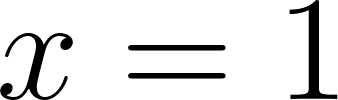 x = 1